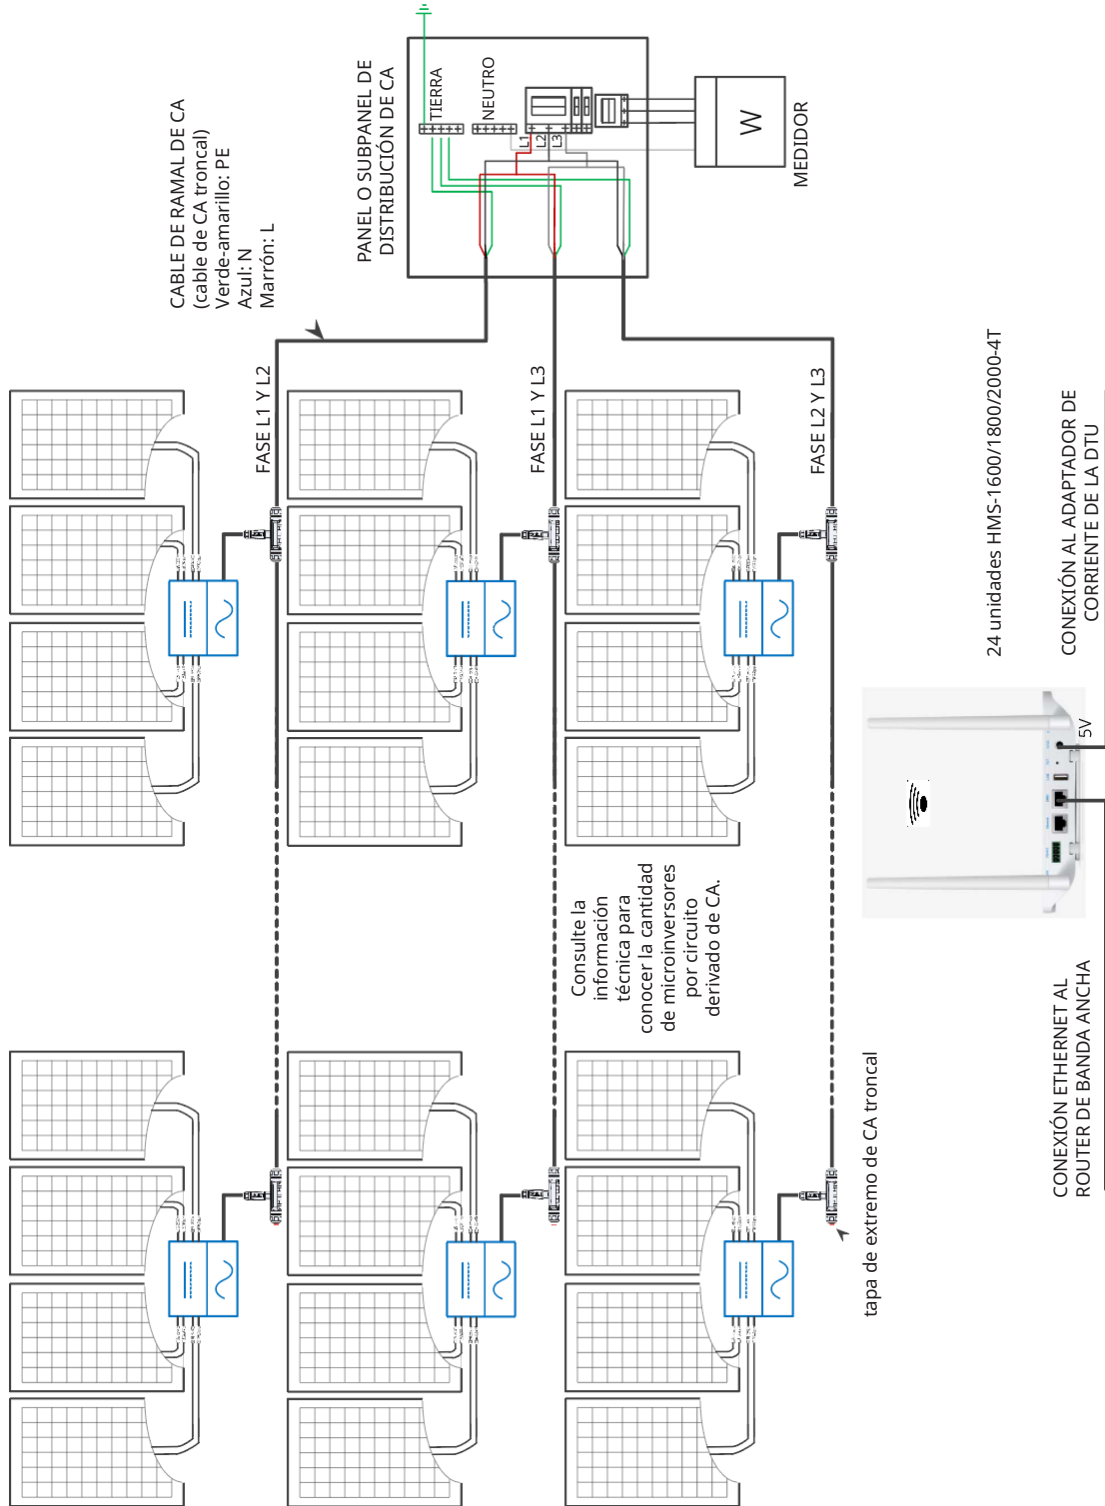 CABLE DE RAMAL DE CA
(cable de CA troncal)
Verde-amarillo: PE
Azul: N
Marrón: L
PANEL O SUBPANEL DE
DISTRIBUCIÓN DE CA
TIERRA
NEUTRO
L1
L2
L3
W
MEDIDOR
FASE L1 Y L2
FASE L1 Y L3
FASE L2 Y L3
Consulte la
información
técnica para
conocer la cantidad
de microinversores
por circuito
derivado de CA.
tapa de extremo de CA troncal
24 unidades HMS-1600/1800/2000-4T
CONEXIÓN AL ADAPTADOR DE
CORRIENTE DE LA DTU
5V
CONEXIÓN ETHERNET AL
ROUTER DE BANDA ANCHA